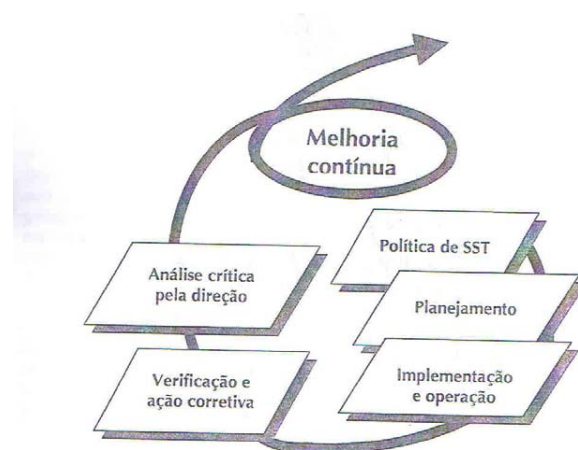 Melhoria
contínua
Política de SST
Planejamento
Implementação
e operação
Verificação e
ação corretiva
Análise crítica
pela direção